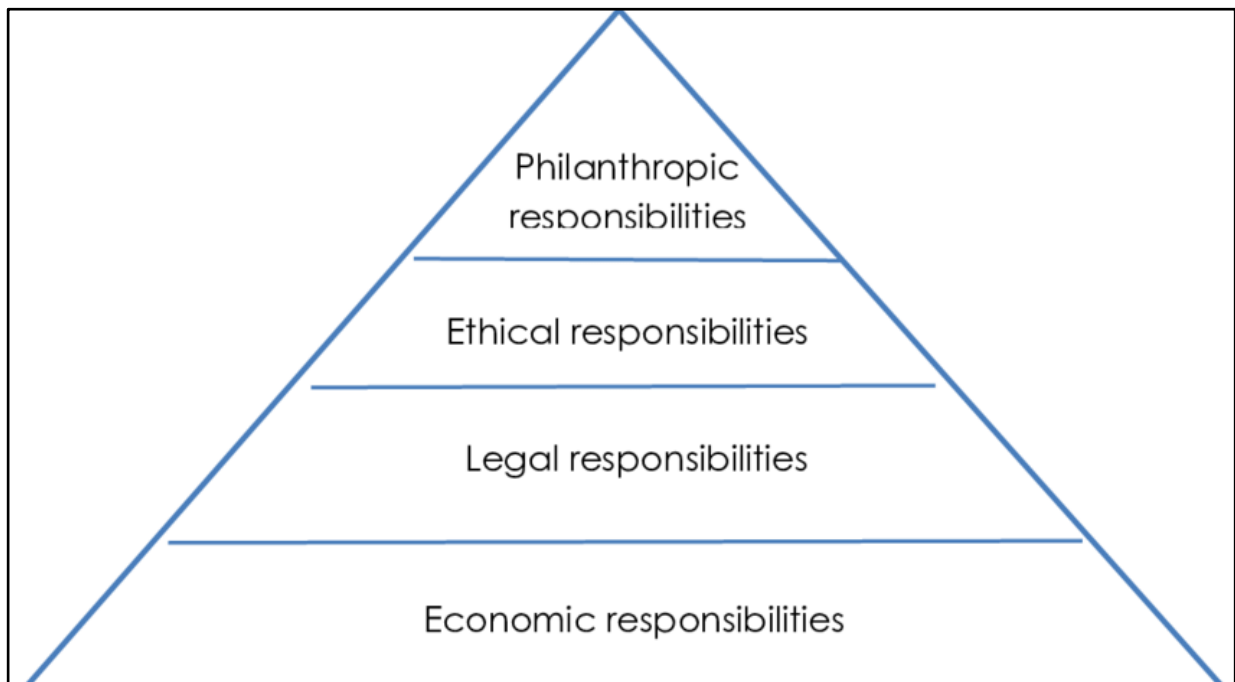 Philanthropic
responsibilities
Ethical responsibilities
Legal responsibilities
Economic responsibilities